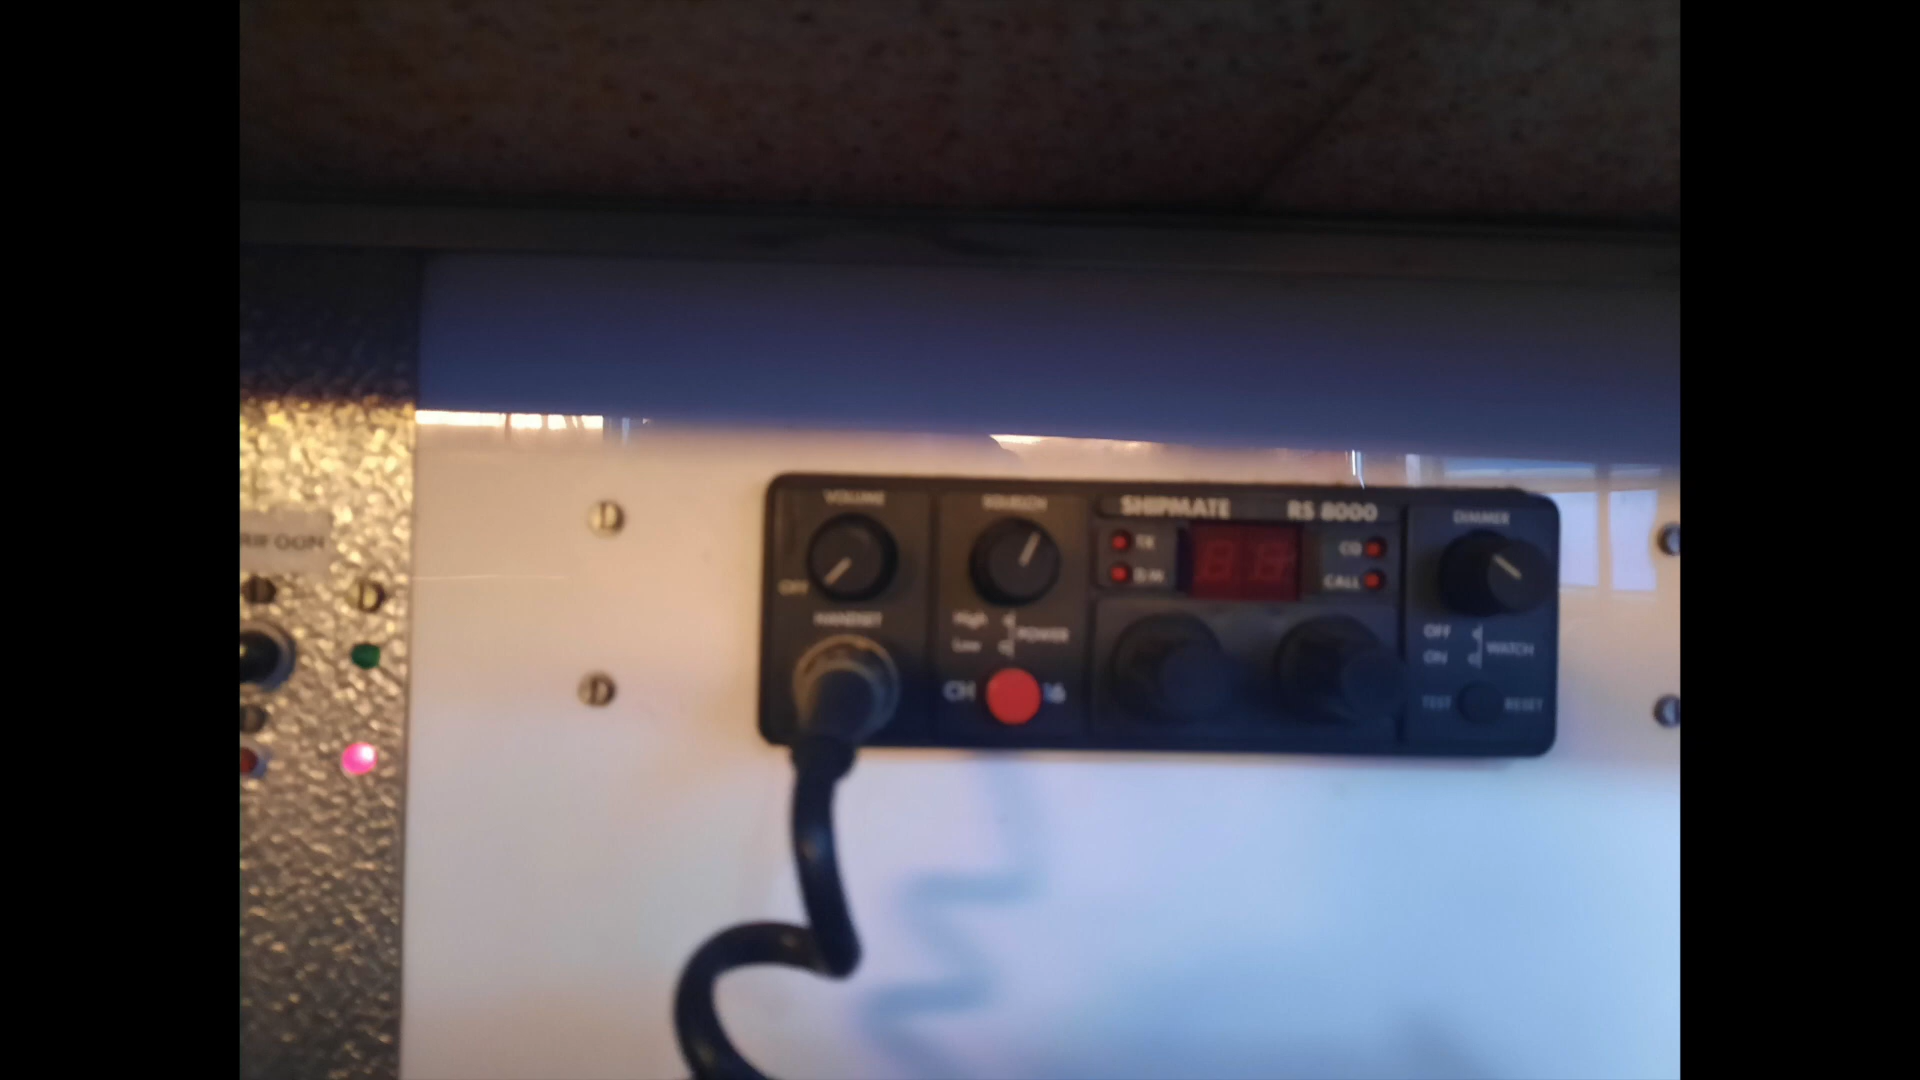 VOLUME
SQUELCH
SHIPMATE RS 8000
DIMMER
TX
CQ
OFF
CALL
HANDSET
High
Low
POWER
OFF
ON
WATCH
CH 16
TEST RESET